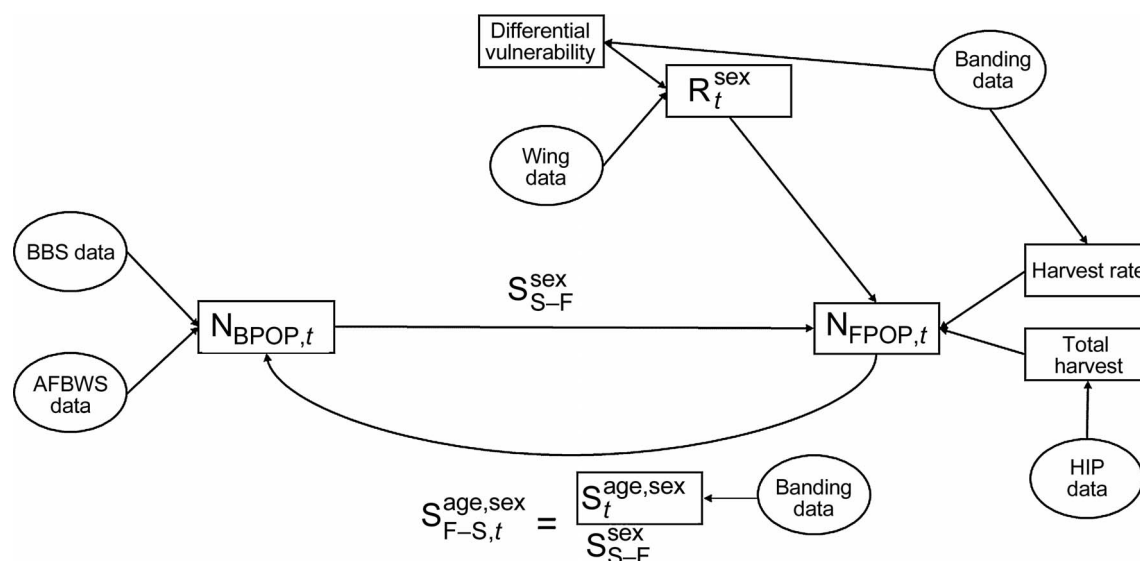 Differential
vulnerability
Banding
data
R_t^sex
Wing
data
BBS data
Harvest rate
S_S–F^sex
N_BPOP,t
N_FPOP,t
Total
harvest
AFBWS
data
HIP
data
Banding
data
S_F–S,t^age,sex = S_t^age,sex
S_S–F^sex